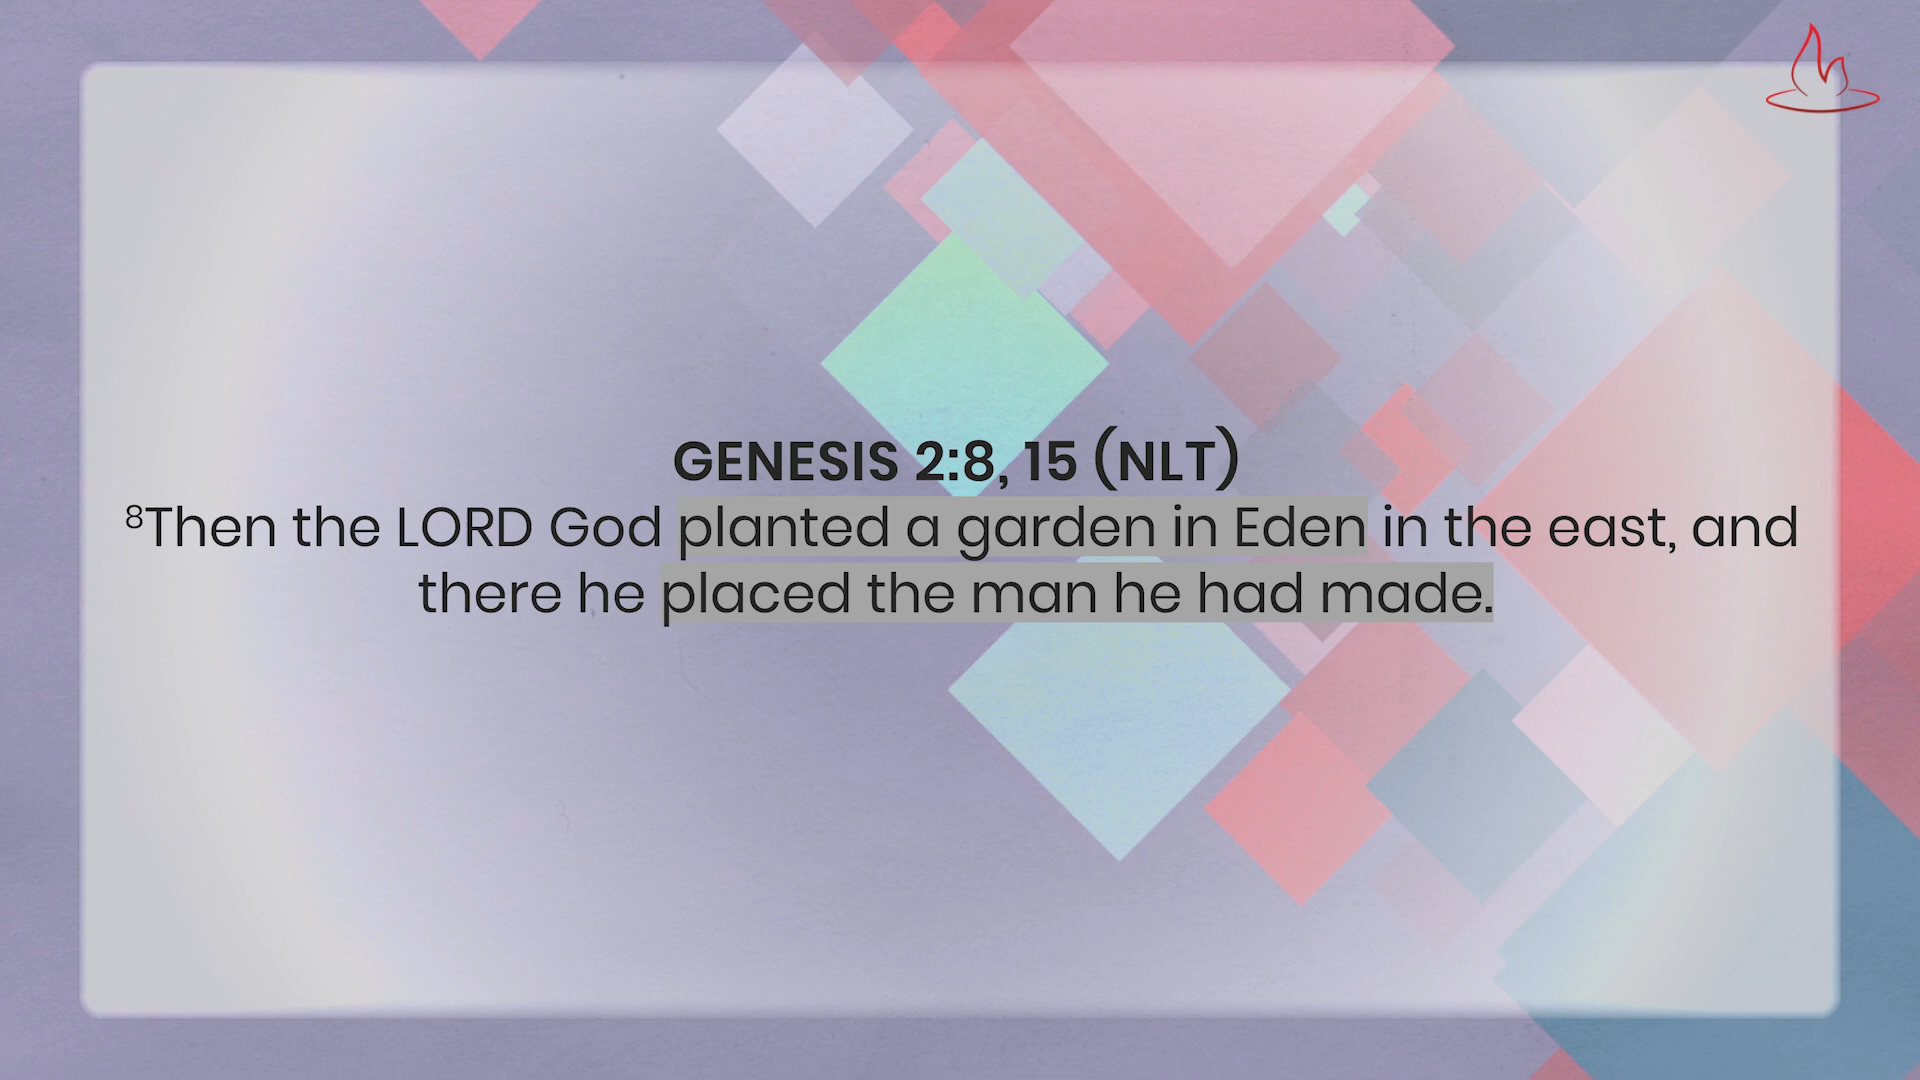 GENESIS 2:8, 15 (NLT)
⁸Then the LORD God planted a garden in Eden in the east, and
there he placed the man he had made.